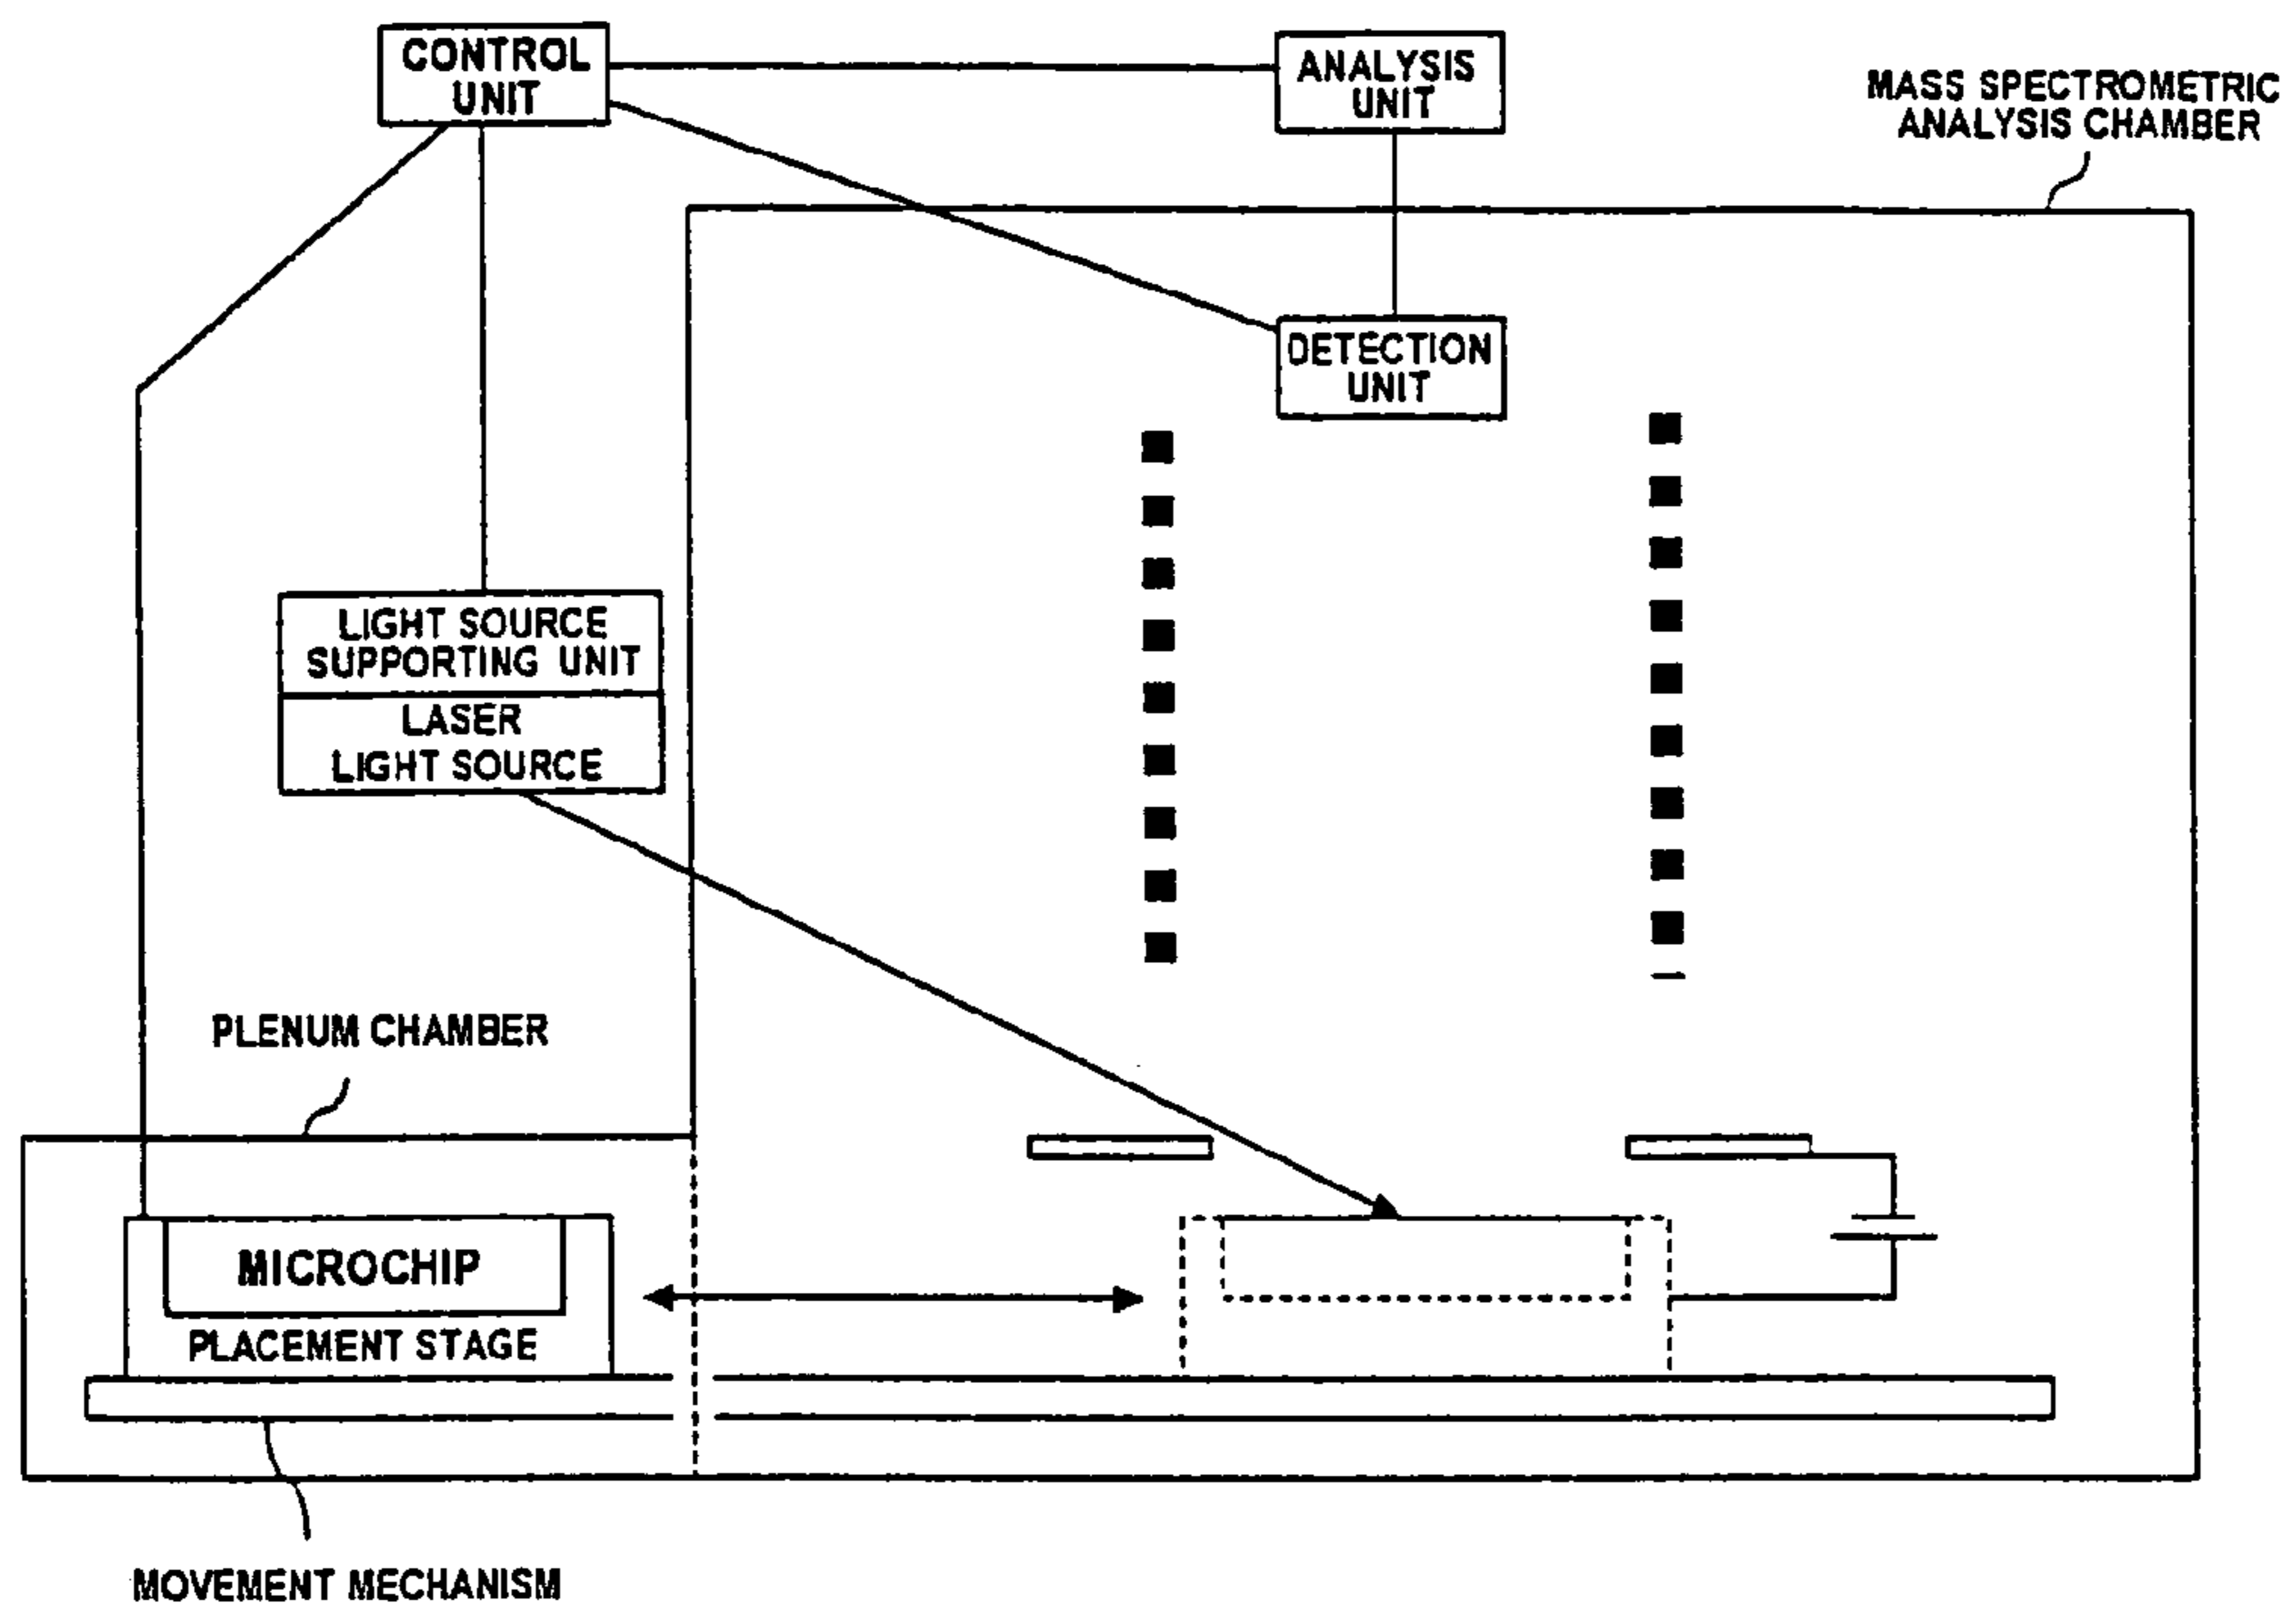 CONTROL
UNIT
ANALYSIS
UNIT
MASS SPECTROMETRIC
ANALYSIS CHAMBER
DETECTION
UNIT
LIGHT SOURCE
SUPPORTING UNIT
LASER
LIGHT SOURCE
PLENUM CHAMBER
MICROCHIP
PLACEMENT STAGE
MOVEMENT MECHANISM